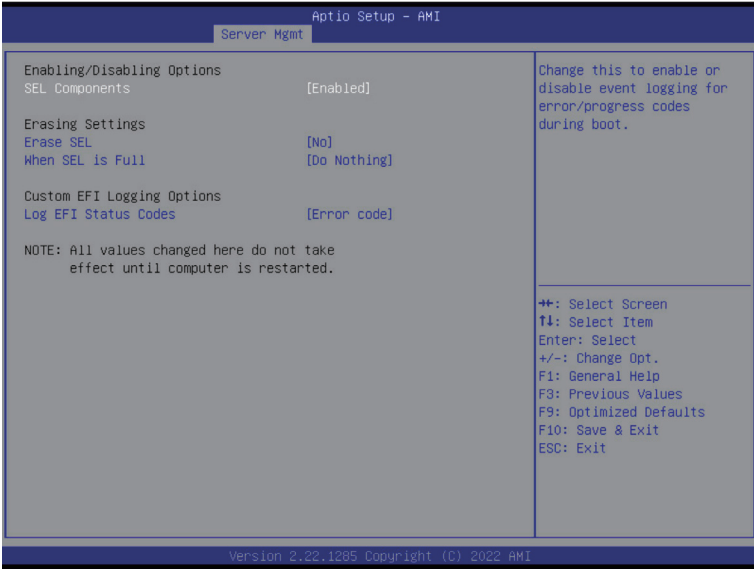 Aptio Setup - AMI
Server Mgmt
Enabling/Disabling Options
SEL Components [Enabled]
Erasing Settings
Erase SEL [No]
When SEL is Full [Do Nothing]
Custom EFI Logging Options
Log EFI Status Codes [Error code]
NOTE: All values changed here do not take
effect until computer is restarted.
Change this to enable or
disable event logging for
error/progress codes
during boot.
→←: Select Screen
↑↓: Select Item
Enter: Select
+/-: Change Opt.
F1: General Help
F3: Previous Values
F9: Optimized Defaults
F10: Save & Exit
ESC: Exit
Version 2.22.1285 Copyright (C) 2022 AMI